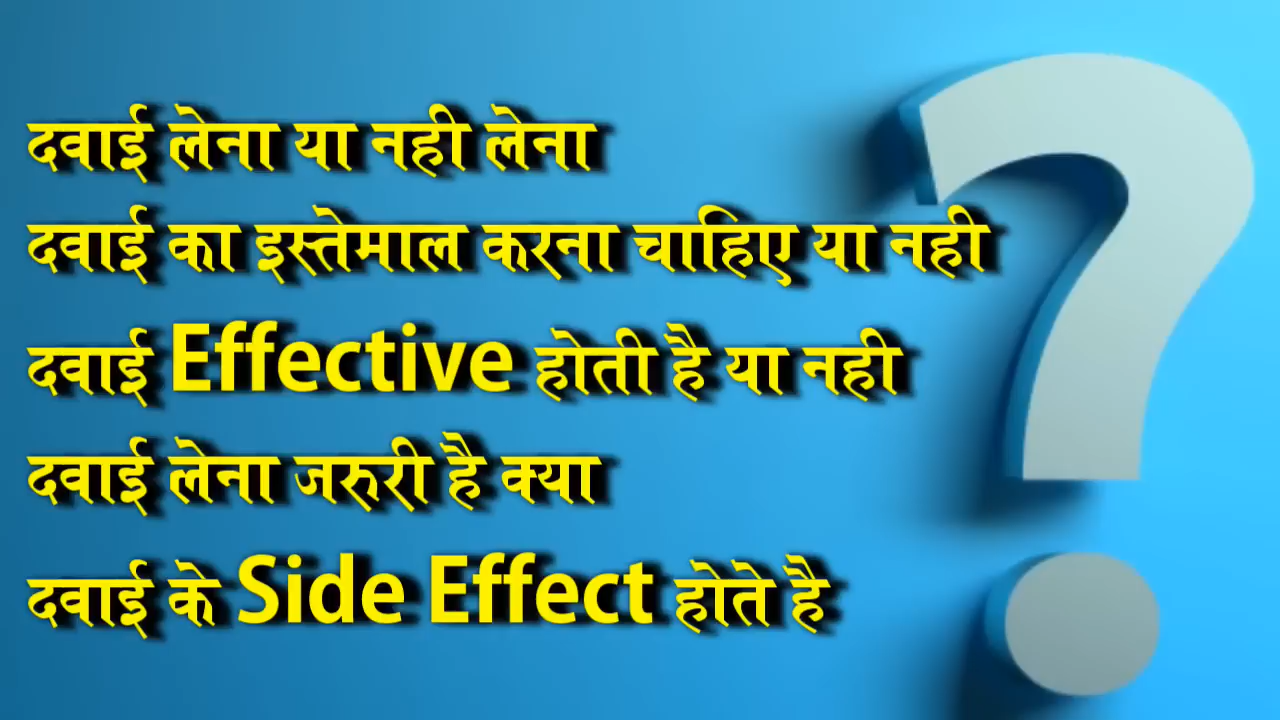 दवाई लेना या नही लेना
दवाई का इस्तेमाल करना चाहिए या नही
दवाई Effective होती है या नही
दवाई लेना जरुरी है क्या
दवाई के Side Effect होते है
?